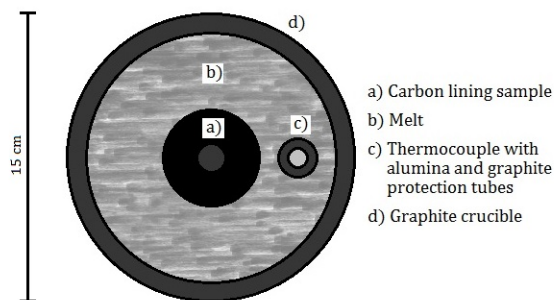 d)
b)
a)
c)
15 cm
a) Carbon lining sample
b) Melt
c) Thermocouple with
alumina and graphite
protection tubes
d) Graphite crucible